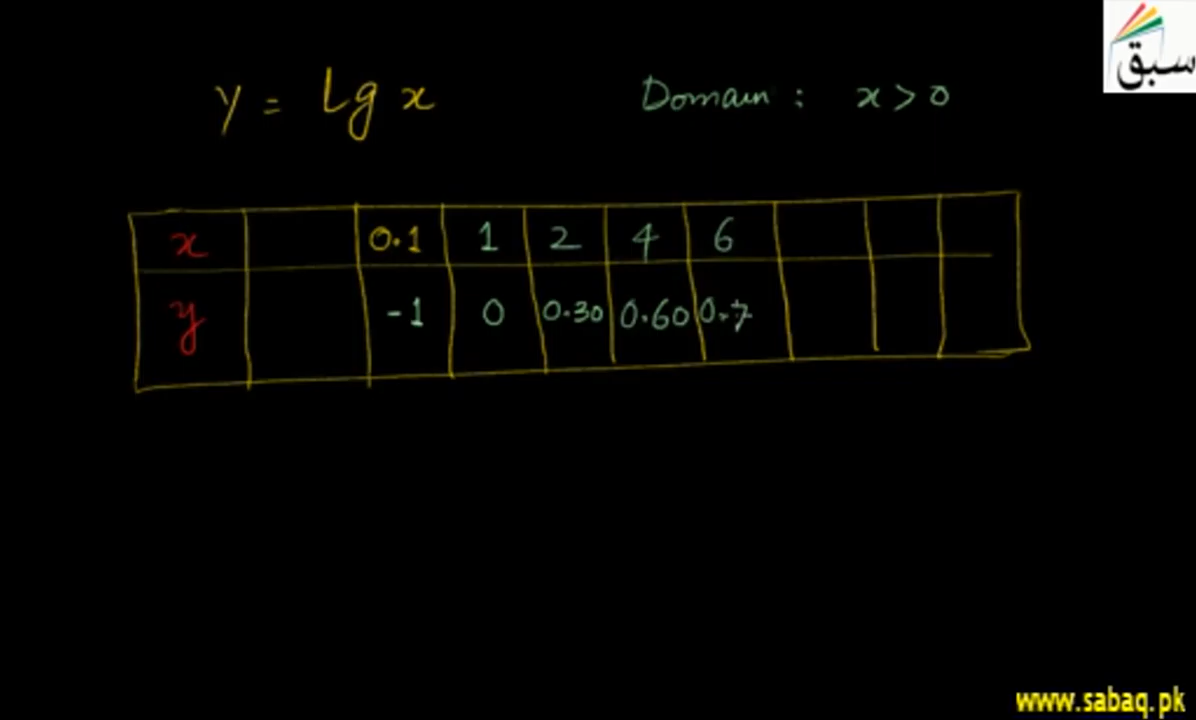 سبق
y = Lg x Domain : x > 0
x 0.1 1 2 4 6
y -1 0 0.30 0.60 0.7
www.sabaq.pk